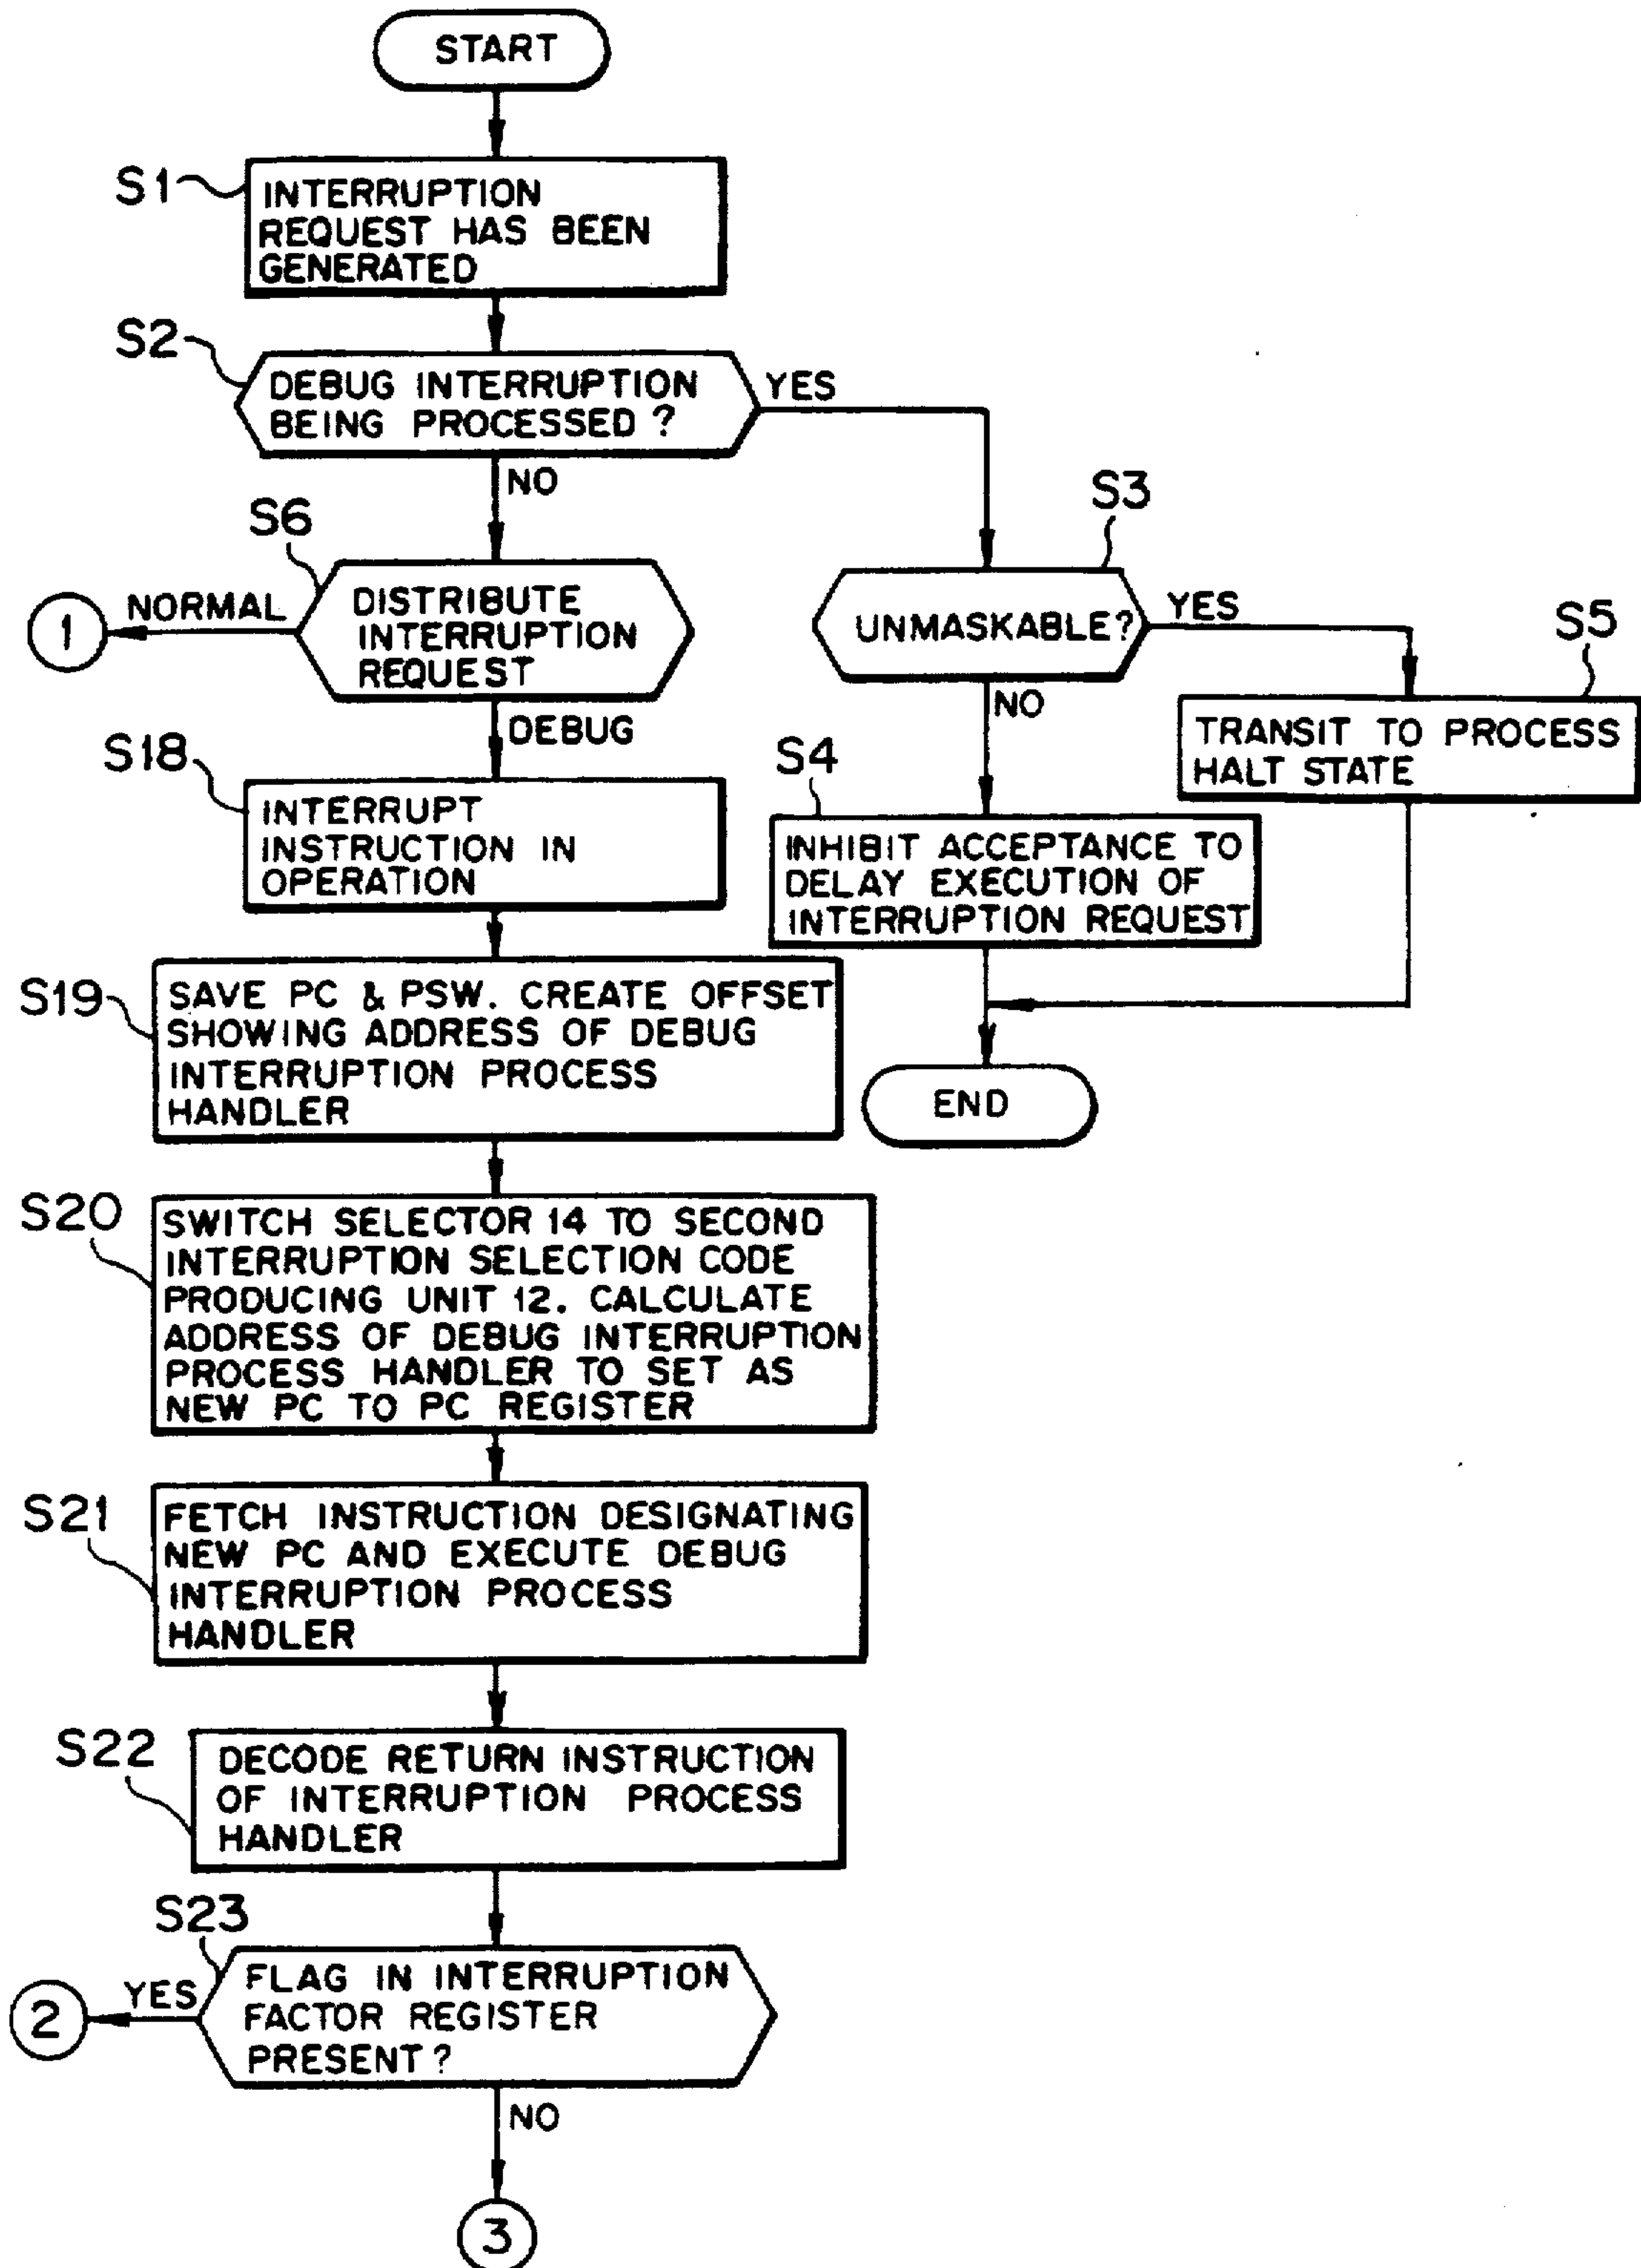 START
S1
INTERRUPTION
REQUEST HAS BEEN
GENERATED
S2
DEBUG INTERRUPTION
BEING PROCESSED?
YES
NO
S3
UNMASKABLE?
YES
NO
S5
TRANSIT TO PROCESS
HALT STATE
S4
INHIBIT ACCEPTANCE TO
DELAY EXECUTION OF
INTERRUPTION REQUEST
END
S6
DISTRIBUTE
INTERRUPTION
REQUEST
NORMAL
1
DEBUG
S18
INTERRUPT
INSTRUCTION IN
OPERATION
S19
SAVE PC & PSW. CREATE OFFSET
SHOWING ADDRESS OF DEBUG
INTERRUPTION PROCESS
HANDLER
S20
SWITCH SELECTOR 14 TO SECOND
INTERRUPTION SELECTION CODE
PRODUCING UNIT 12. CALCULATE
ADDRESS OF DEBUG INTERRUPTION
PROCESS HANDLER TO SET AS
NEW PC TO PC REGISTER
S21
FETCH INSTRUCTION DESIGNATING
NEW PC AND EXECUTE DEBUG
INTERRUPTION PROCESS
HANDLER
S22
DECODE RETURN INSTRUCTION
OF INTERRUPTION PROCESS
HANDLER
S23
FLAG IN INTERRUPTION
FACTOR REGISTER
PRESENT?
YES
2
NO
3